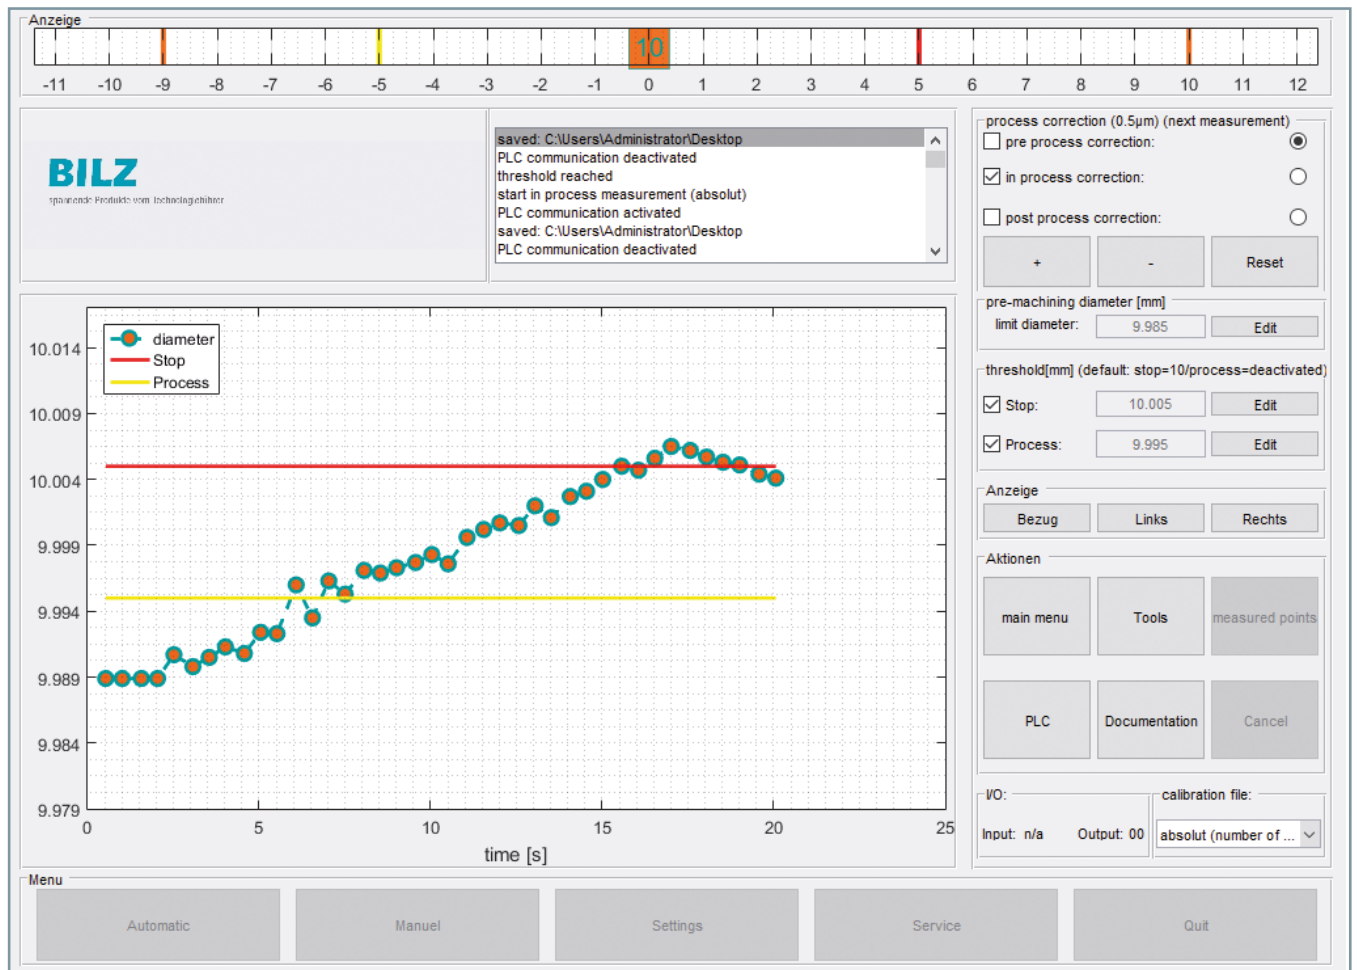 Anzeige
10
-11 -10 -9 -8 -7 -6 -5 -4 -3 -2 -1 0 1 2 3 4 5 6 7 8 9 10 11 12
BILZ
spannende Produkte vom Technologieführer
saved: C:\Users\Administrator\Desktop
PLC communication deactivated
threshold reached
start in process measurement (absolut)
PLC communication activated
saved: C:\Users\Administrator\Desktop
PLC communication deactivated
process correction (0.5µm) (next measurement)
pre process correction:
in process correction:
post process correction:
+ - Reset
pre-machining diameter [mm]
limit diameter: 9.985 Edit
threshold[mm] (default: stop=10/process=deactivated)
Stop: 10.005 Edit
Process: 9.995 Edit
Anzeige
Bezug Links Rechts
Aktionen
main menu Tools measured points
PLC Documentation Cancel
I/O:
Input: n/a Output: 00
calibration file:
absolut (number of ...
diameter
Stop
Process
10.014
10.009
10.004
9.999
9.994
9.989
9.984
9.979
0 5 10 15 20 25
time [s]
Menu
Automatic Manuel Settings Service Quit